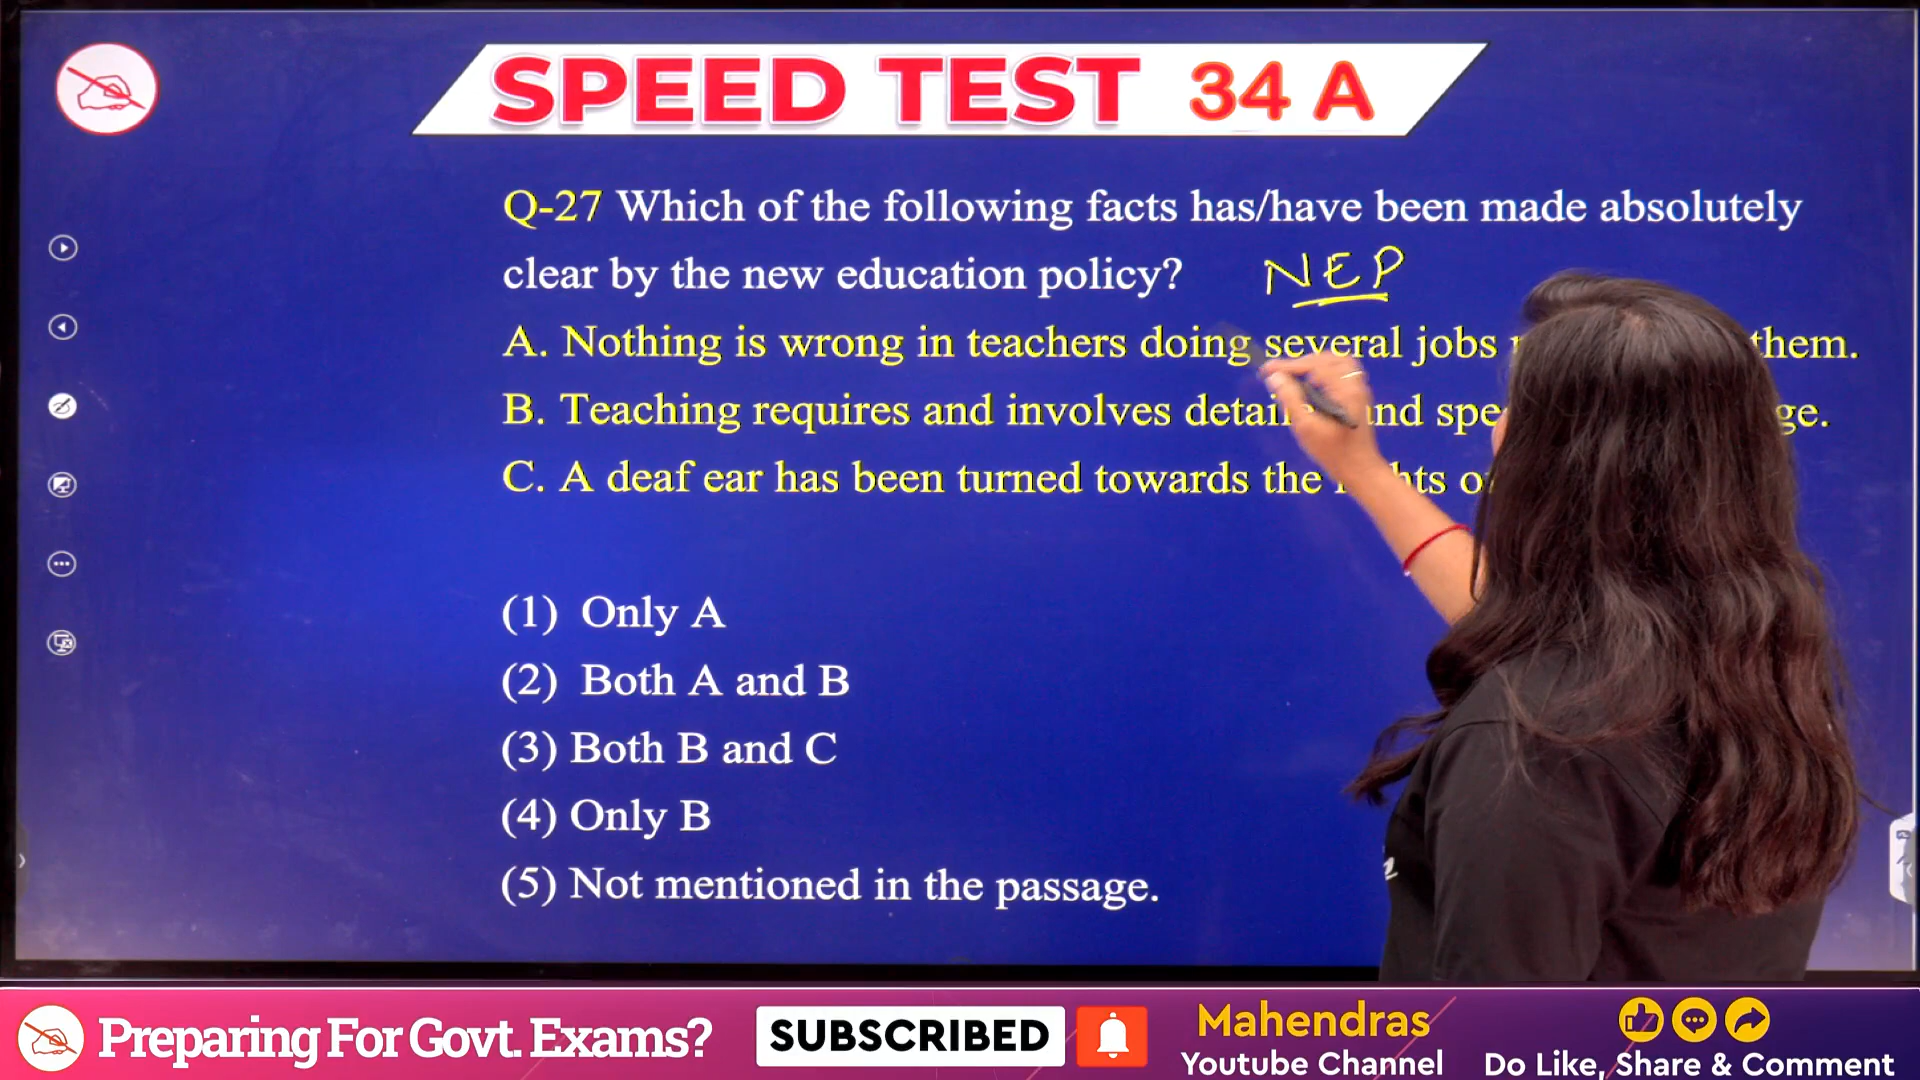 SPEED TEST 34 A
Q-27 Which of the following facts has/have been made absolutely
clear by the new education policy? NEP
A. Nothing is wrong in teachers doing several jobs them.
B. Teaching requires and involves and
C. A deaf ear has been turned towards the
(1) Only A
(2) Both A and B
(3) Both B and C
(4) Only B
(5) Not mentioned in the passage.
Preparing For Govt. Exams?
SUBSCRIBED
Mahendras
Youtube Channel
Do Like, Share & Comment